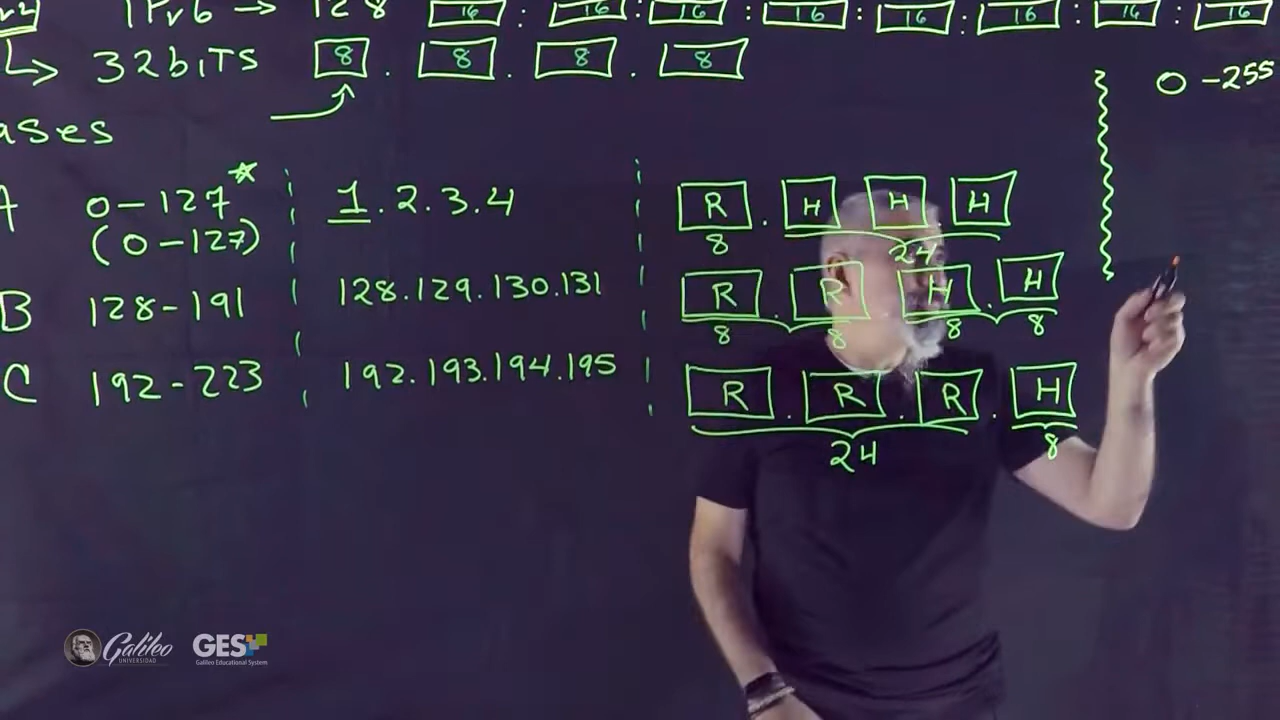 IPv6 → 128 16 : 16 : 16 : 16 : 16 : 16 : 16 : 16
↳ 32 bits 8 . 8 . 8 . 8
0 - 255
ases
A 0 - 127* 1.2.3.4 R . H H H
(0 - 127) 8 24
B 128 - 191 128.129.130.131 R . R H . H
8 8 8 8
C 192 - 223 192.193.194.195 R . R . R . H
24 8
Galileo
UNIVERSIDAD
GES
Galileo Educational System